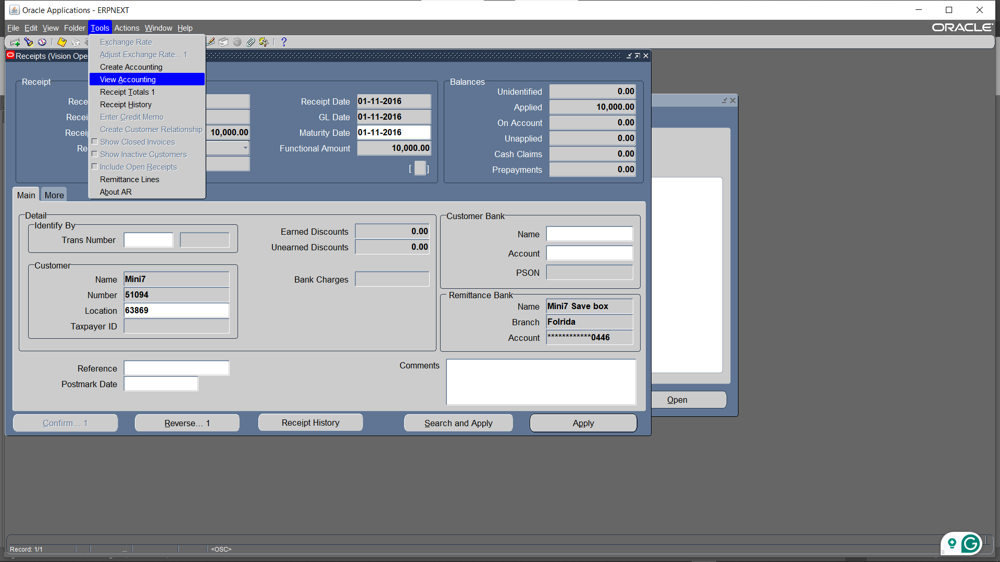 Oracle Applications - ERPNEXT
File Edit View Folder Tools Actions Window Help
ORACLE
Receipts (Vision Ope
Exchange Rate
Adjust Exchange Rate... 1
Create Accounting
View Accounting
Receipt Totals 1
Receipt History
Enter Credit Memo
Create Customer Relationship
Show Closed Invoices
Show Inactive Customers
Include Open Receipts
Remittance Lines
About AR
Receipt
Rece
Recei
Receip 10,000.00
Re
Receipt Date 01-11-2016
GL Date 01-11-2016
Maturity Date 01-11-2016
Functional Amount 10,000.00
[ ]
Balances
Unidentified 0.00
Applied 10,000.00
On Account 0.00
Unapplied 0.00
Cash Claims 0.00
Prepayments 0.00
Main More
Detail
Identify By
Trans Number
Customer
Name Mini7
Number 51094
Location 63869
Taxpayer ID
Earned Discounts 0.00
Unearned Discounts 0.00
Bank Charges
Customer Bank
Name
Account
PSON
Remittance Bank
Name Mini7 Save box
Branch Folrida
Account ************0446
Reference
Postmark Date
Comments
Confirm... 1 Reverse... 1 Receipt History Search and Apply Apply
Open
Record: 1/1 ... <OSC>